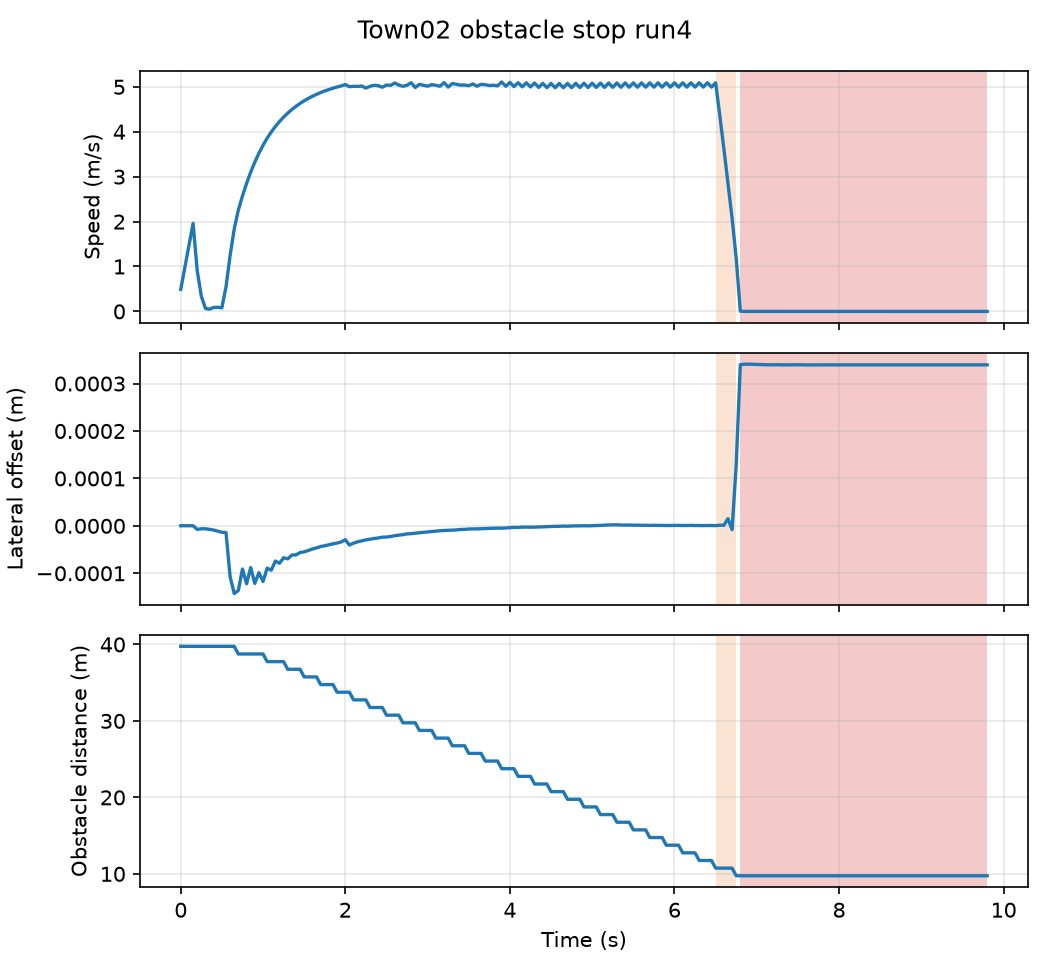 Town02 obstacle stop run4
5
4
3
2
1
0
Speed (m/s)
0.0003
0.0002
0.0001
0.0000
−0.0001
Lateral offset (m)
40
30
20
10
Obstacle distance (m)
0 2 4 6 8 10
Time (s)